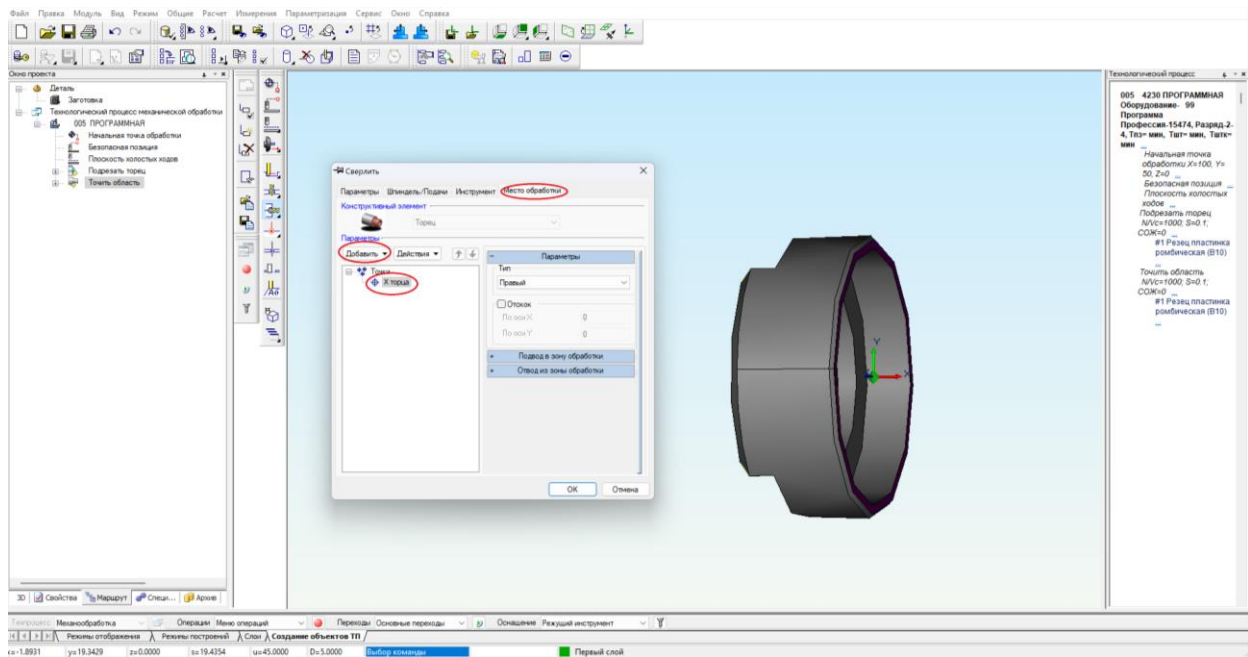 Файл Правка Модуль Вид Режим Общие Расчет Измерения Параметризация Сервис Окно Справка
Окно проекта
Деталь
Заготовка
Технологический процесс механической обработки
005 ПРОГРАММНАЯ
Начальная точка обработки
Безопасная позиция
Плоскость холостых ходов
Подрезать торец
Точить область
3D Свойства Маршрут Специ... Архив
Сверлить
Параметры Шпиндель/Подачи Инструмент Место обработки
Конструктивный элемент
Торец
Параметры
Добавить Действия
Точки
X торца
Параметры
Тип
Правый
Отскок
По оси X 0
По оси Y 0
Подвод в зону обработки
Отвод из зоны обработки
OK Отмена
Y
X
Технологический процесс
005 4230 ПРОГРАММНАЯ
Оборудование- 99
Программа
Профессия-15474, Разряд-2-
4, Тпз= мин, Тшт= мин, Тштк=
мин ...
Начальная точка
обработки X=100, Y=
50, Z=0 ...
Безопасная позиция ...
Плоскость холостых
ходов ...
Подрезать торец
N/Vc=1000; S=0.1;
СОЖ=0 ...
#1 Резец пластинка
ромбическая (B10)
...
Точить область
N/Vc=1000; S=0.1;
СОЖ=0 ...
#1 Резец пластинка
ромбическая (B10)
...
Техпроцесс Механообработка Операции Меню операций Переходы Основные переходы Оснащение Режущий инструмент
Режимы отображения Режимы построений Слои Создание объектов ТП
x=-1.8931 y=19.3429 z=0.0000 s=19.4354 u=45.0000 D=5.0000 Выбор команды Первый слой